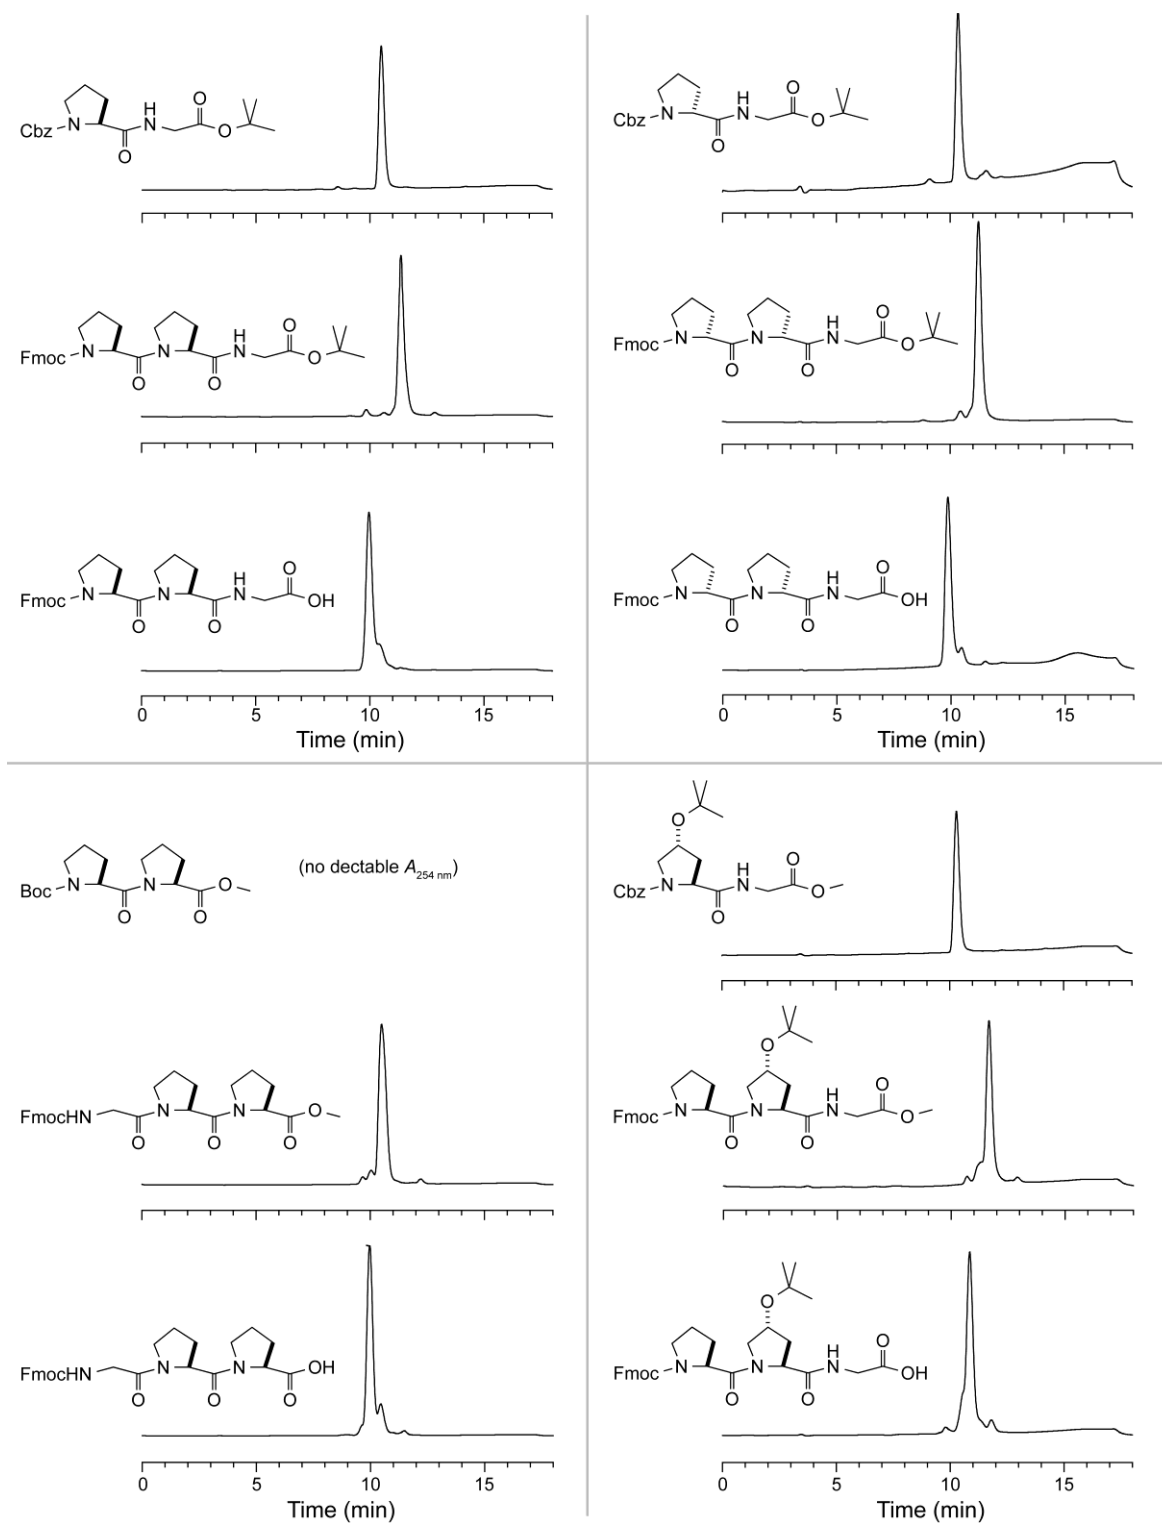 O
H
Cbz N N O
O
O
H
Fmoc N N N O
O O
O
H
Fmoc N N N OH
O O
0 5 10 15
Time (min)
O
H
Cbz N N O
O
O
H
Fmoc N N N O
O O
O
H
Fmoc N N N OH
O O
0 5 10 15
Time (min)
(no dectable A254 nm)
Boc N N O
O O
FmocHN N N O
O O O
FmocHN N N OH
O O O
0 5 10 15
Time (min)
O
O
H
Cbz N N O
O
O
O
H
Fmoc N N N O
O O
O
O
H
Fmoc N N N OH
O O
0 5 10 15
Time (min)